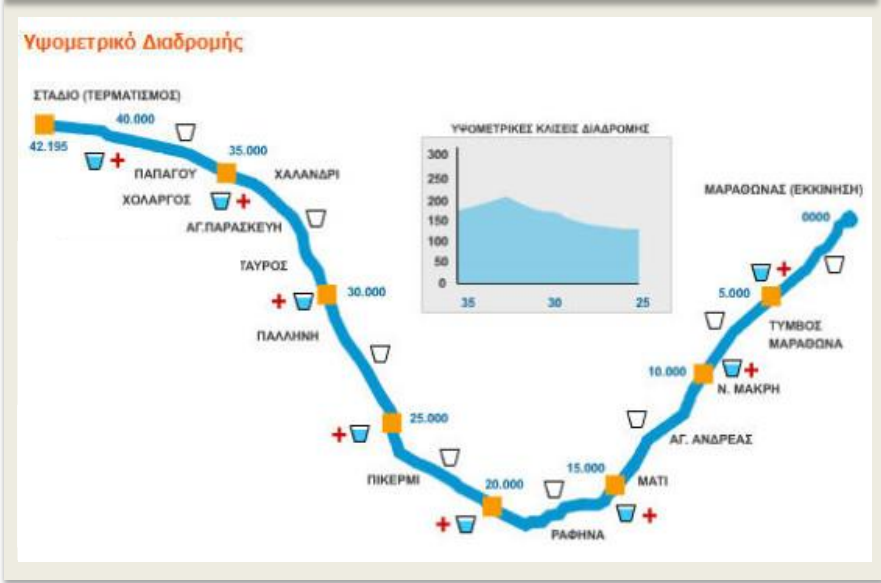 Υψομετρικό Διαδρομής
ΣΤΑΔΙΟ (ΤΕΡΜΑΤΙΣΜΟΣ)
40.000
42.195
35.000
ΠΑΠΑΓΟΥ
ΧΑΛΑΝΔΡΙ
ΧΟΛΑΡΓΟΣ
ΑΓ.ΠΑΡΑΣΚΕΥΗ
ΤΑΥΡΟΣ
30.000
ΠΑΛΛΗΝΗ
25.000
ΠΙΚΕΡΜΙ
20.000
ΡΑΦΗΝΑ
15.000
ΜΑΤΙ
ΑΓ. ΑΝΔΡΕΑΣ
10.000
Ν. ΜΑΚΡΗ
5.000
ΤΥΜΒΟΣ
ΜΑΡΑΘΩΝΑ
0000
ΜΑΡΑΘΩΝΑΣ (ΕΚΚΙΝΗΣΗ)
ΥΨΟΜΕΤΡΙΚΕΣ ΚΛΙΣΕΙΣ ΔΙΑΔΡΟΜΗΣ
300
250
200
150
100
50
0
35 30 25